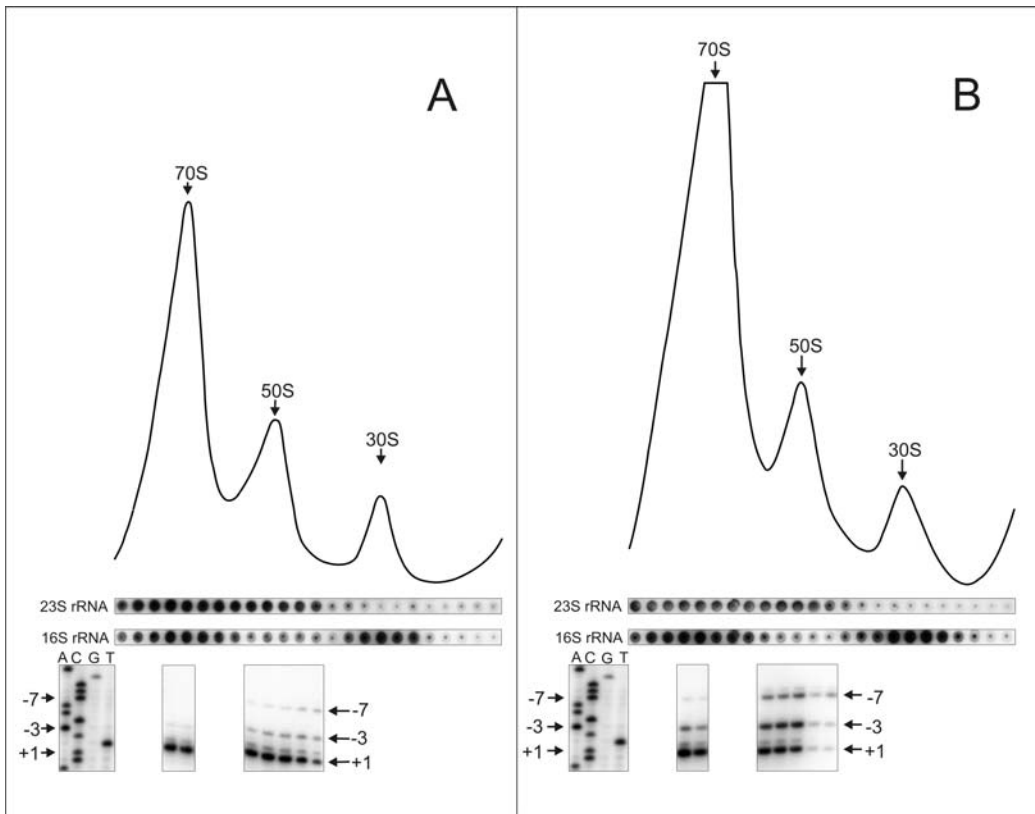 A
70S
50S
30S
23S rRNA
16S rRNA
A C G T
-7
-3
+1
-7
-3
+1
B
70S
50S
30S
23S rRNA
16S rRNA
A C G T
-7
-3
+1
-7
-3
+1